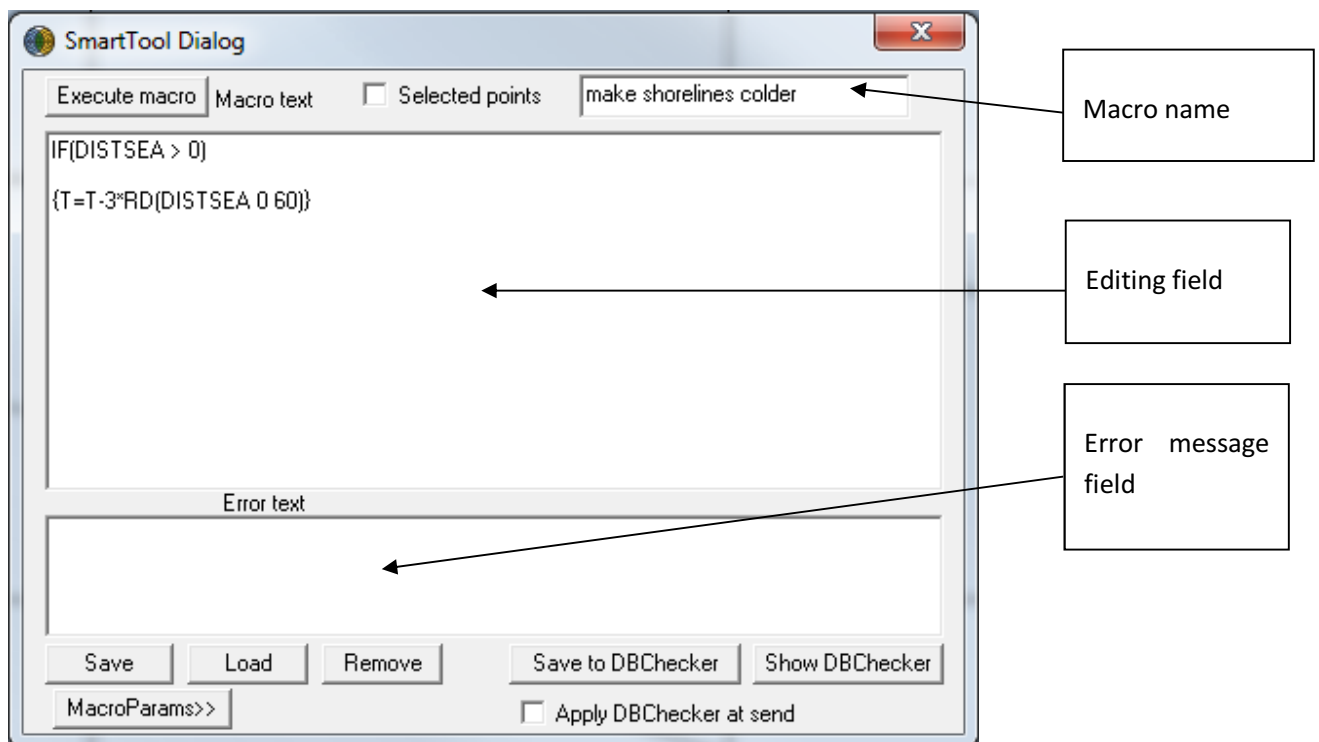 SmartTool Dialog
Execute macro
Macro text
Selected points
make shorelines colder
Macro name
IF(DISTSEA > 0)
{T=T-3*RD(DISTSEA 0 60)}
Editing field
Error message
field
Error text
Save
Load
Remove
Save to DBChecker
Show DBChecker
MacroParams>>
Apply DBChecker at send